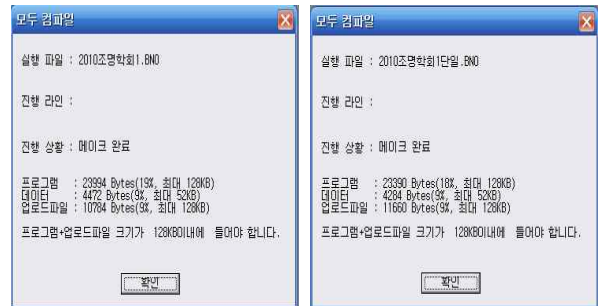 모두 컴파일
실행 파일 : 2010조명학회1.BNO
진행 라인 :
진행 상황 : 메이크 완료
프로그램 : 23994 Bytes(19%, 최대 128KB)
데이터 : 4472 Bytes(9%, 최대 52KB)
업로드파일 : 10784 Bytes(9%, 최대 128KB)
프로그램+업로드파일 크기가 128KB이내에 들어야 합니다.
확인
모두 컴파일
실행 파일 : 2010조명학회1단일.BNO
진행 라인 :
진행 상황 : 메이크 완료
프로그램 : 23390 Bytes(18%, 최대 128KB)
데이터 : 4284 Bytes(9%, 최대 52KB)
업로드파일 : 11660 Bytes(9%, 최대 128KB)
프로그램+업로드파일 크기가 128KB이내에 들어야 합니다.
확인